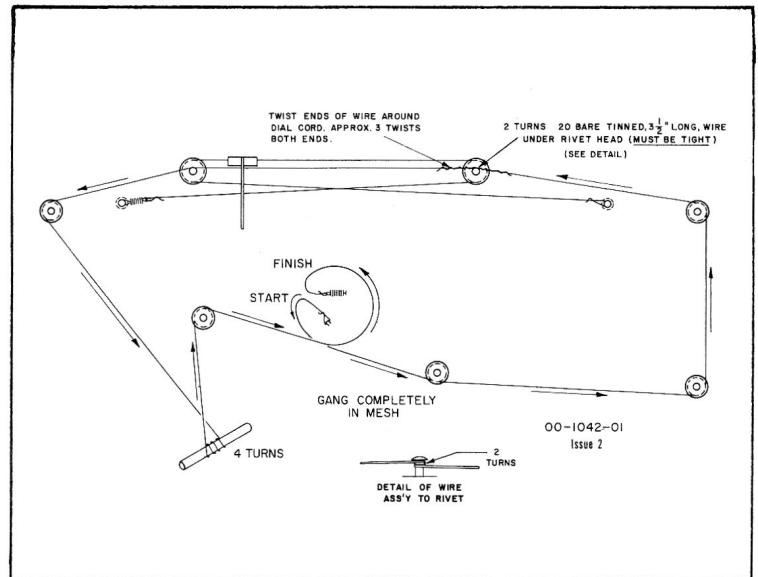 TWIST ENDS OF WIRE AROUND
DIAL CORD. APPROX. 3 TWISTS
BOTH ENDS.
2 TURNS 20 BARE TINNED, 3 1/2" LONG, WIRE
UNDER RIVET HEAD (MUST BE TIGHT)
(SEE DETAIL)
FINISH
START
GANG COMPLETELY
IN MESH
4 TURNS
00-1042-01
Issue 2
2
TURNS
DETAIL OF WIRE
ASS'Y TO RIVET